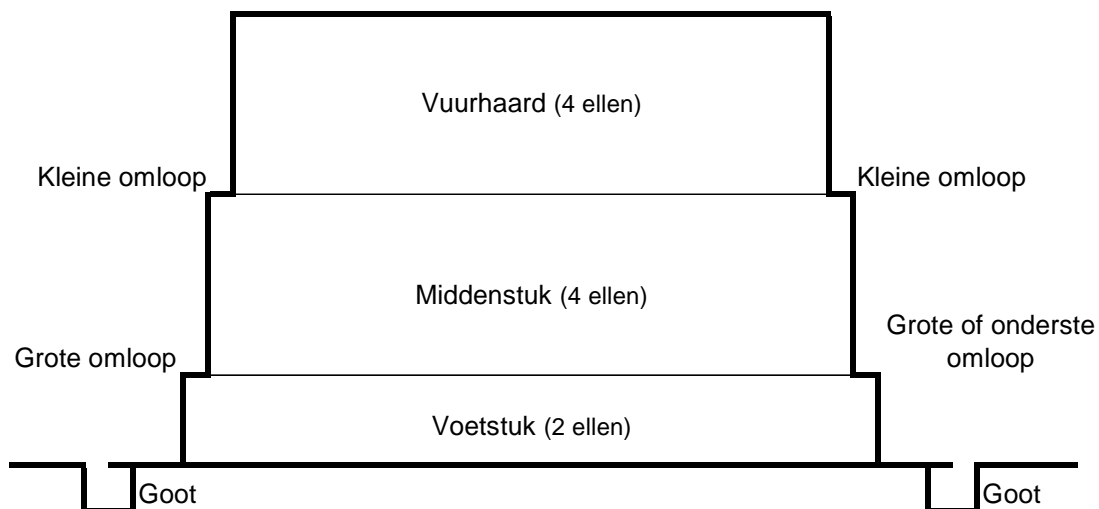 Vuurhaard (4 ellen)
Kleine omloop
Kleine omloop
Middenstuk (4 ellen)
Grote omloop
Grote of onderste
omloop
Voetstuk (2 ellen)
Goot
Goot